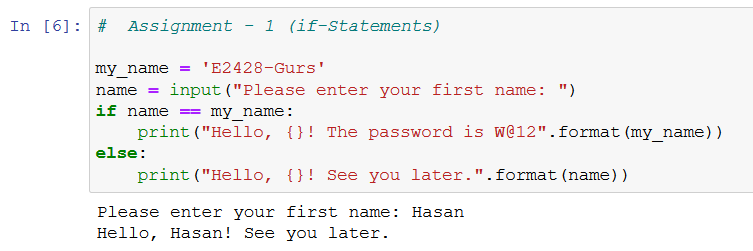 In [6]: #  Assignment - 1 (if-Statements)
my_name = 'E2428-Gurs'
name = input("Please enter your first name: ")
if name == my_name:
    print("Hello, {}! The password is W@12".format(my_name))
else:
    print("Hello, {}! See you later.".format(name))
Please enter your first name: Hasan
Hello, Hasan! See you later.